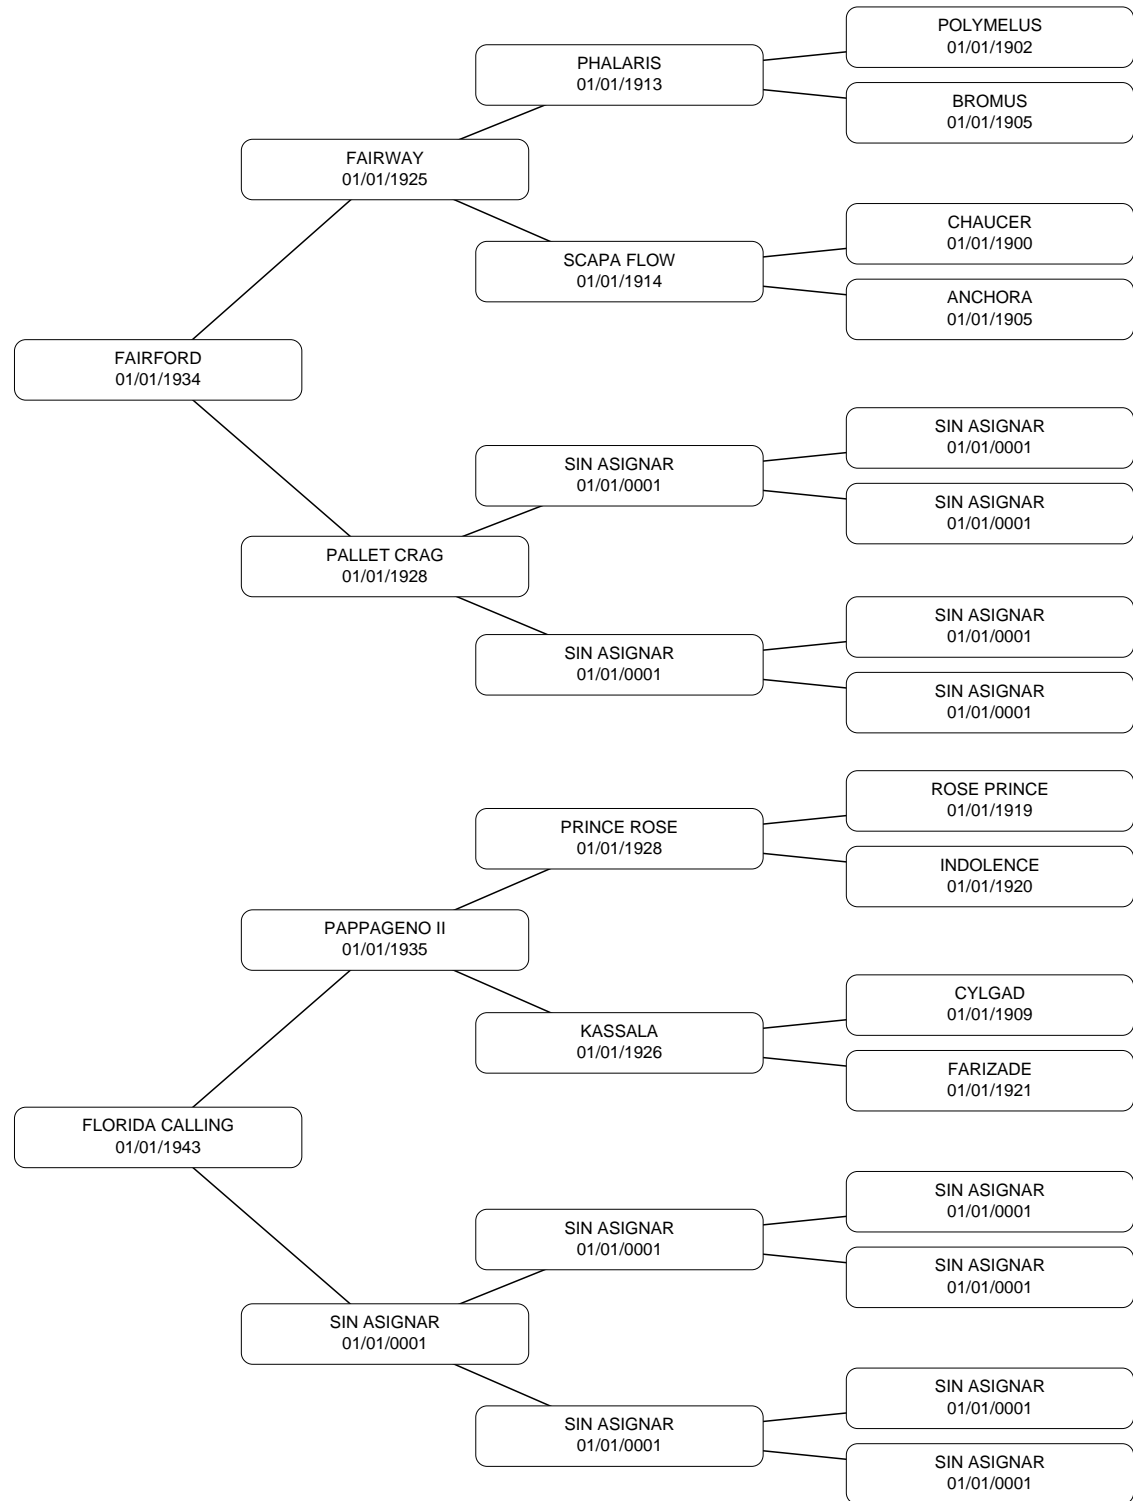 POLYMELUS
01/01/1902
PHALARIS
01/01/1913
BROMUS
01/01/1905
FAIRWAY
01/01/1925
CHAUCER
01/01/1900
SCAPA FLOW
01/01/1914
ANCHORA
01/01/1905
FAIRFORD
01/01/1934
SIN ASIGNAR
01/01/0001
SIN ASIGNAR
01/01/0001
SIN ASIGNAR
01/01/0001
PALLET CRAG
01/01/1928
SIN ASIGNAR
01/01/0001
SIN ASIGNAR
01/01/0001
SIN ASIGNAR
01/01/0001
ROSE PRINCE
01/01/1919
PRINCE ROSE
01/01/1928
INDOLENCE
01/01/1920
PAPPAGENO II
01/01/1935
CYLGAD
01/01/1909
KASSALA
01/01/1926
FARIZADE
01/01/1921
FLORIDA CALLING
01/01/1943
SIN ASIGNAR
01/01/0001
SIN ASIGNAR
01/01/0001
SIN ASIGNAR
01/01/0001
SIN ASIGNAR
01/01/0001
SIN ASIGNAR
01/01/0001
SIN ASIGNAR
01/01/0001
SIN ASIGNAR
01/01/0001